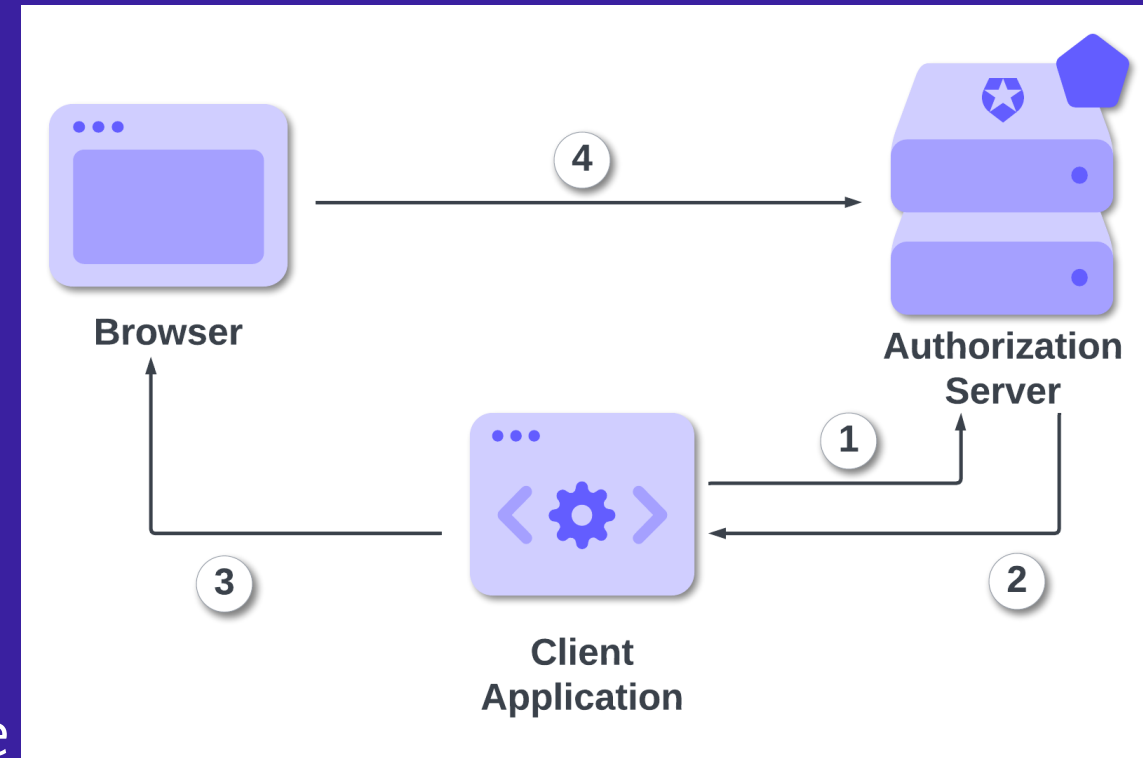 4
Browser
Authorization
Server
1
3
2
Client
Application
e